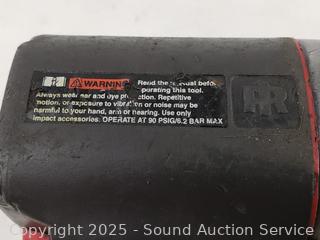 WARNING Read the manual before
operating this tool.
Always wear ear and eye protection. Repetitive
motion, or exposure to vibration or noise may be
harmful to your hand, arm or hearing. Use only
impact accessories. OPERATE AT 90 PSIG/6.2 BAR MAX
IR
Copyright 2025 - Sound Auction Service